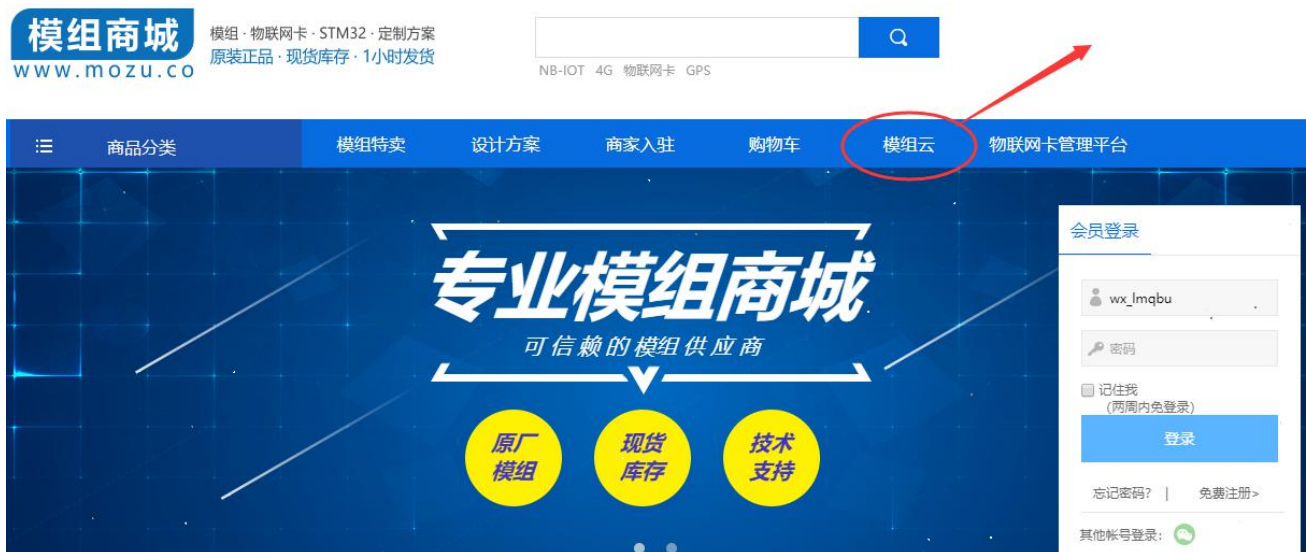 模组商城
www.mozu.co
模组 · 物联网卡 · STM32 · 定制方案
原装正品 · 现货库存 · 1小时发货
NB-IOT 4G 物联网卡 GPS
商品分类 模组特卖 设计方案 商家入驻 购物车 模组云 物联网卡管理平台
专业模组商城
可信赖的模组供应商
原厂
模组
现货
库存
技术
支持
会员登录
wx_lmqbu
密码
记住我
(两周内免登录)
登录
忘记密码? | 免费注册>
其他帐号登录: